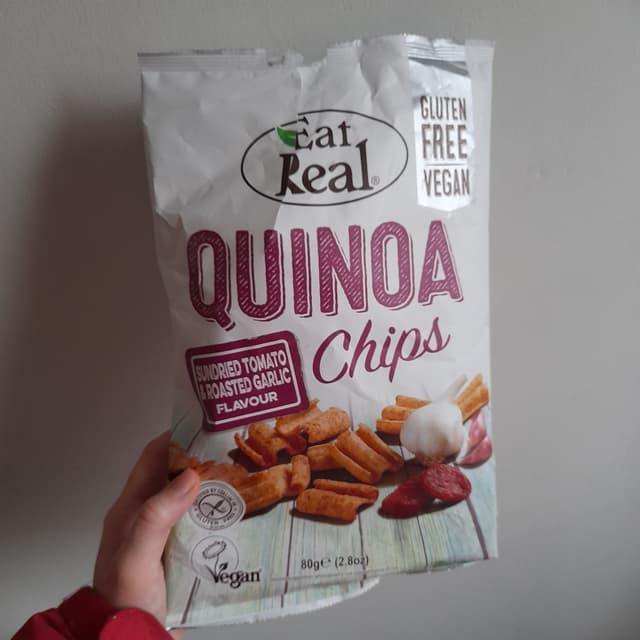 Eat
Real®
GLUTEN
FREE
VEGAN
QUINOA
Chips
SUNDRIED TOMATO
& ROASTED GARLIC
FLAVOUR
GLUTEN - FREE
Vegan
80g℮ (2.8oz)